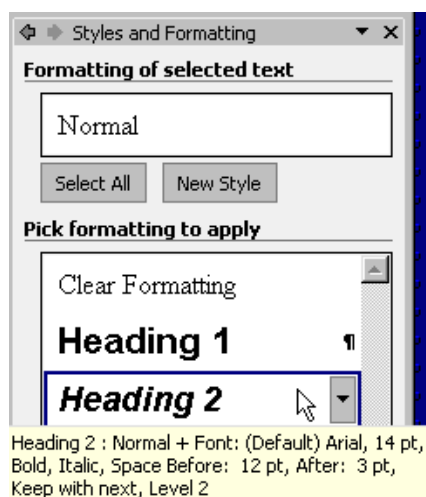 Styles and Formatting
Formatting of selected text
Normal
Select All New Style
Pick formatting to apply
Clear Formatting
Heading 1 ¶
Heading 2
Heading 2 : Normal + Font: (Default) Arial, 14 pt,
Bold, Italic, Space Before: 12 pt, After: 3 pt,
Keep with next, Level 2